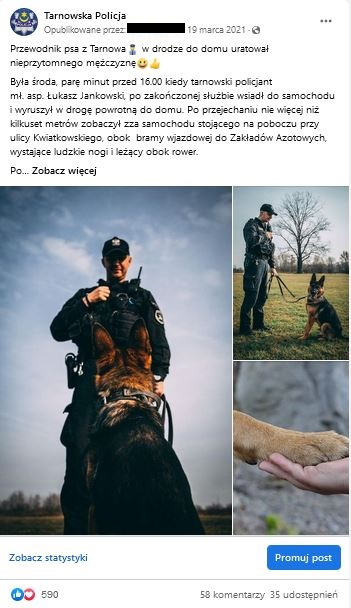 Tarnowska Policja
Opublikowane przez: 19 marca 2021 ·
Przewodnik psa z Tarnowa w drodze do domu uratował
nieprzytomnego mężczyznę😃👍
Była środa, parę minut przed 16.00 kiedy tarnowski policjant
mł. asp. Łukasz Jankowski, po zakończonej służbie wsiadł do samochodu
i wyruszył w drogę powrotną do domu. Po przejechaniu nie więcej niż
kilkuset metrów zobaczył zza samochodu stojącego na poboczu przy
ulicy Kwiatkowskiego, obok bramy wjazdowej do Zakładów Azotowych,
wystające ludzkie nogi i leżący obok rower.
Po... Zobacz więcej
Zobacz statystyki
Promuj post
590
58 komentarzy 35 udostępnień